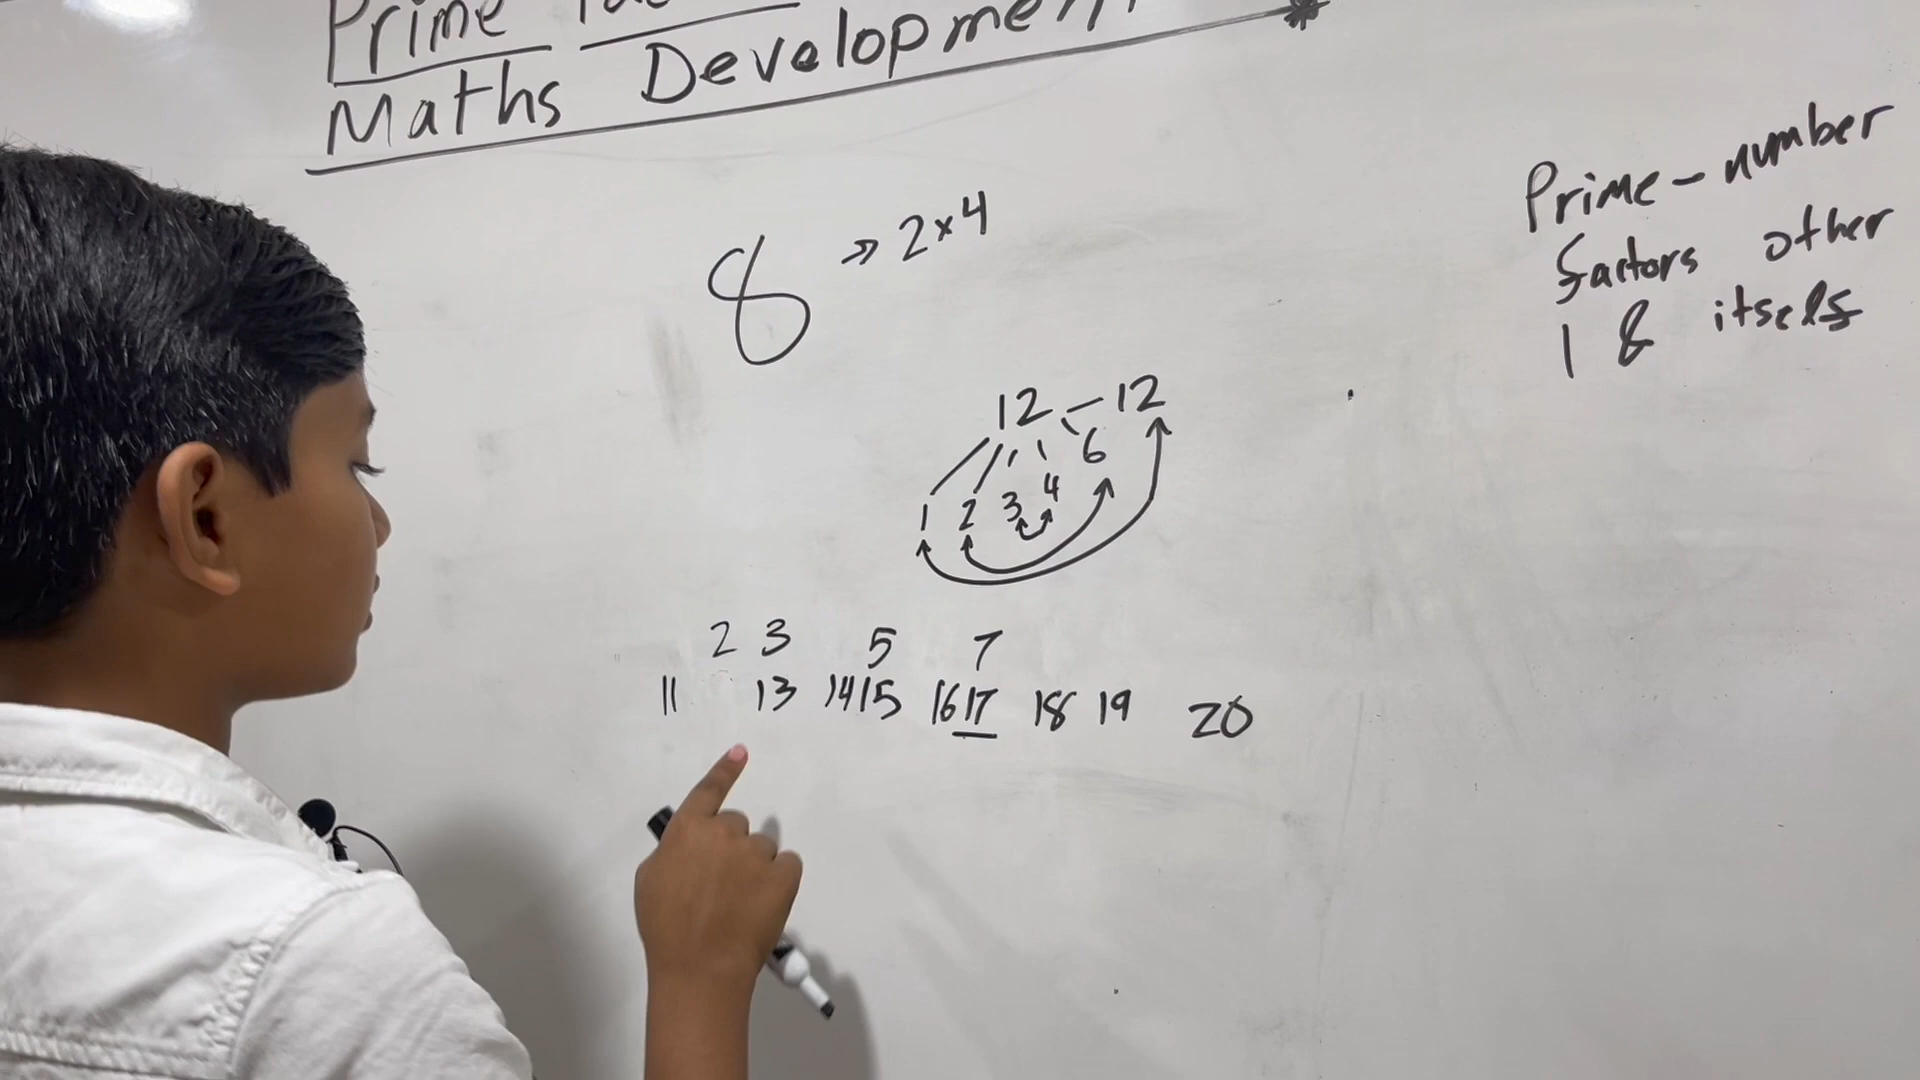 Prime
Maths Development
Prime - number
factors other
1 & itself
8 → 2 × 4
12 - 12
6
1 2 3 4
2 3 5 7
11 13 14 15 16 17 18 19 20